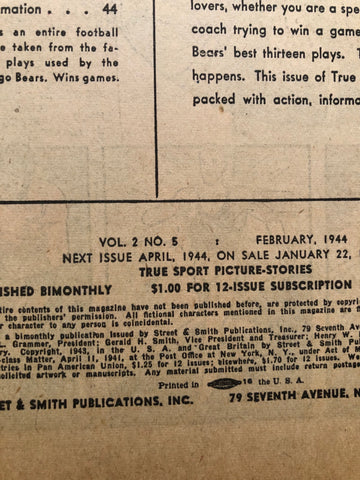 mation . . 44
s an entire football
e taken from the fa-
plays used by the
go Bears. Wins games.
lovers, whether you are a spe
coach trying to win a game
Bears' best thirteen plays. T
happens. This issue of True
packed with action, informa
VOL. 2 NO. 5 : FEBRUARY, 1944
NEXT ISSUE APRIL, 1944, ON SALE JANUARY 22,
TRUE SPORT PICTURE-STORIES
ISHED BIMONTHLY $1.00 FOR 12-ISSUE SUBSCRIPTION
tire contents of this magazine have not been published before, are protected by copyrig
the publishers' permission. All fictional characters mentioned in this magazine are
r character to any person is coincidental.
a bimonthly publication issued by Street & Smith Publications, Inc., 79 Seventh Av
L. Grammer, President; Gerald H. Smith, Vice President and Treasurer; Henry W.
ry. Copyright, 1943, in U. S. A. and Great Britain by Street & Smith Pu
lass Matter, April 11, 1941, at the Post Office at New York, N. Y., under Act of M
tries in Pan American Union, $1.25 for 12 issues; elsewhere, $1.70 for 12 issues. We
olicited artwork or manuscripts. Any material submitted must include return postage
Printed in 16 the U. S. A.
ET & SMITH PUBLICATIONS, INC. 79 SEVENTH AVENUE, N